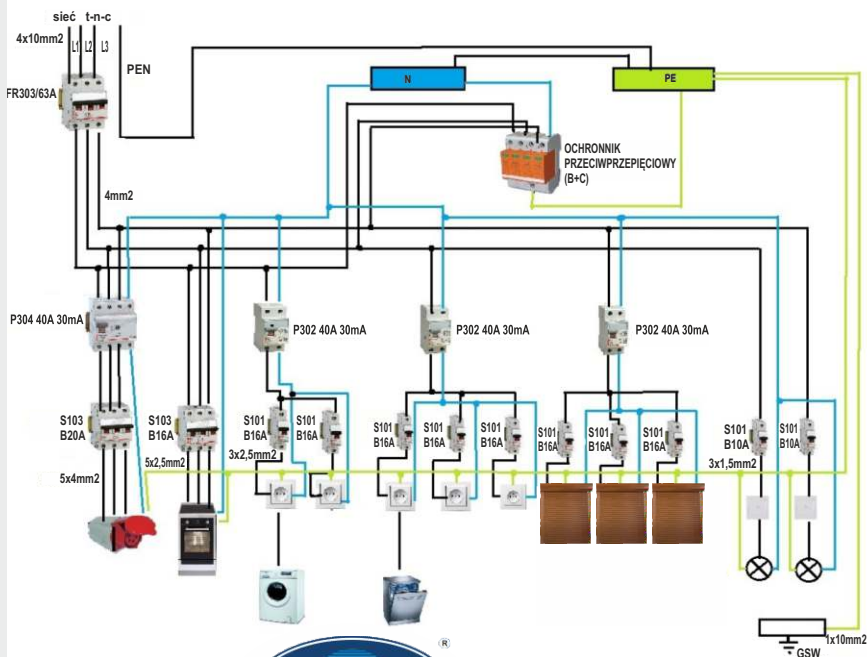 sieć t-n-c
4x10mm2
L1
L2
L3
PEN
FR303/63A
N
PE
OCHRONNIK
PRZECIWPRZEPIĘCIOWY
(B+C)
4mm2
P304 40A 30mA
P302 40A 30mA
P302 40A 30mA
P302 40A 30mA
S103
B20A
S103
B16A
S101
B16A
S101
B16A
S101
B16A
S101
B16A
S101
B16A
S101
B16A
S101
B16A
S101
B16A
S101
B10A
S101
B10A
5x4mm2
5x2,5mm2
3x2,5mm2
3x1,5mm2
1x10mm2
GSW
®